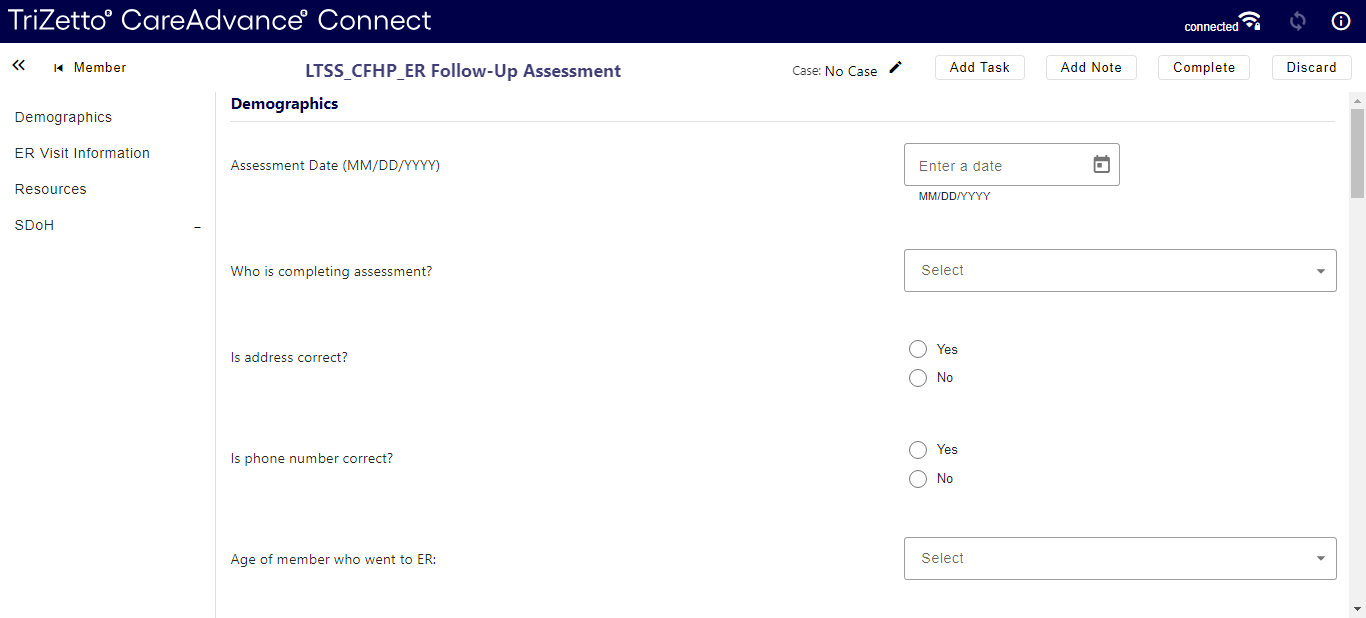 TriZetto® CareAdvance® Connect
connected
Member
LTSS_CFHP_ER Follow-Up Assessment
Case: No Case
Add Task
Add Note
Complete
Discard
Demographics
ER Visit Information
Resources
SDoH
Demographics
Assessment Date (MM/DD/YYYY)
Enter a date
MM/DD/YYYY
Who is completing assessment?
Select
Is address correct?
Yes
No
Is phone number correct?
Yes
No
Age of member who went to ER:
Select